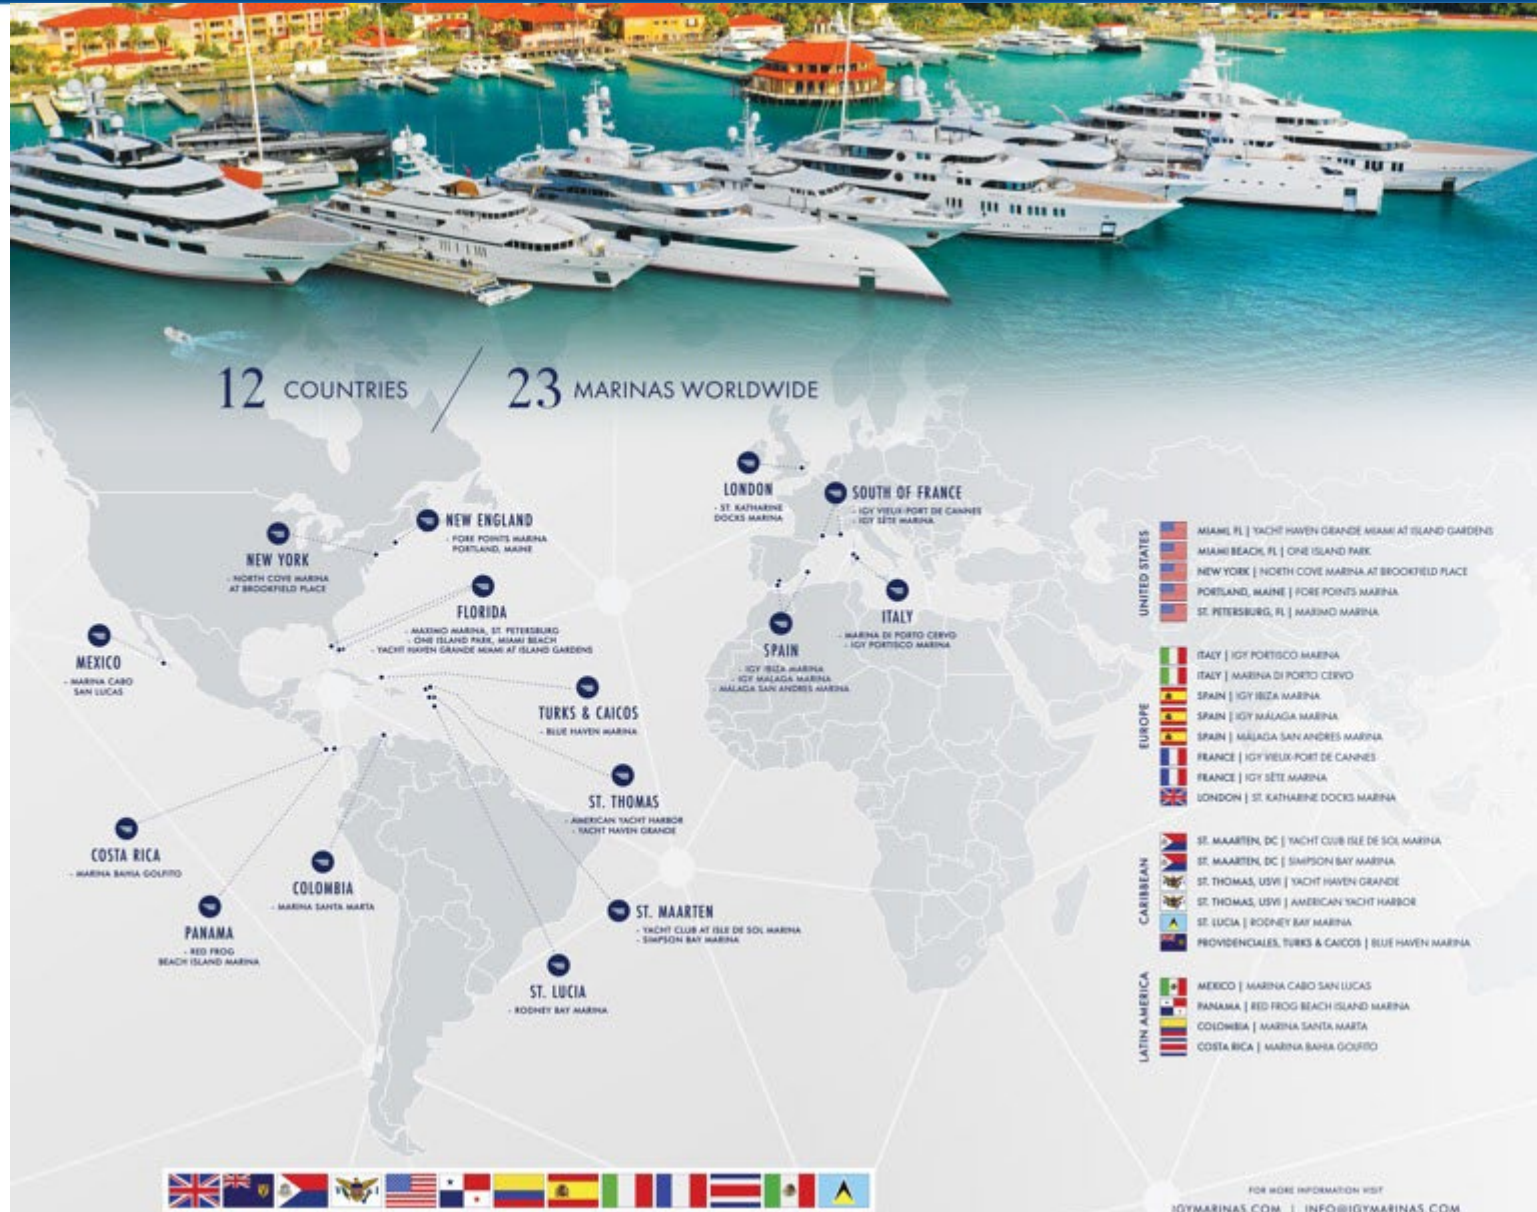 12 COUNTRIES / 23 MARINAS WORLDWIDE
LONDON
- ST. KATHARINE
DOCKS MARINA
SOUTH OF FRANCE
- IGY VIEUX-PORT DE CANNES
- IGY SÈTE MARINA
NEW ENGLAND
- FORE POINTS MARINA
PORTLAND, MAINE
NEW YORK
- NORTH COVE MARINA
AT BROOKFIELD PLACE
FLORIDA
- MAXIMO MARINA, ST. PETERSBURG
- ONE ISLAND PARK, MIAMI BEACH
- YACHT HAVEN GRANDE MIAMI AT ISLAND GARDENS
ITALY
- MARINA DI PORTO CERVO
- IGY PORTISCO MARINA
MEXICO
- MARINA CABO
SAN LUCAS
SPAIN
- IGY IBIZA MARINA
- IGY MALAGA MARINA
- MALAGA SAN ANDRES MARINA
TURKS & CAICOS
- BLUE HAVEN MARINA
ST. THOMAS
- AMERICAN YACHT HARBOR
- YACHT HAVEN GRANDE
COSTA RICA
- MARINA BAHIA GOLFITO
COLOMBIA
- MARINA SANTA MARTA
PANAMA
- RED FROG
BEACH ISLAND MARINA
ST. MAARTEN
- YACHT CLUB AT ISLE DE SOL MARINA
- SIMPSON BAY MARINA
ST. LUCIA
- RODNEY BAY MARINA
UNITED STATES
MIAMI, FL | YACHT HAVEN GRANDE MIAMI AT ISLAND GARDENS
MIAMI BEACH, FL | ONE ISLAND PARK
NEW YORK | NORTH COVE MARINA AT BROOKFIELD PLACE
PORTLAND, MAINE | FORE POINTS MARINA
ST. PETERSBURG, FL | MAXIMO MARINA
EUROPE
ITALY | IGY PORTISCO MARINA
ITALY | MARINA DI PORTO CERVO
SPAIN | IGY IBIZA MARINA
SPAIN | IGY MÁLAGA MARINA
SPAIN | MÁLAGA SAN ANDRES MARINA
FRANCE | IGY VIEUX-PORT DE CANNES
FRANCE | IGY SÈTE MARINA
LONDON | ST. KATHARINE DOCKS MARINA
CARIBBEAN
ST. MAARTEN, DC | YACHT CLUB ISLE DE SOL MARINA
ST. MAARTEN, DC | SIMPSON BAY MARINA
ST. THOMAS, USVI | YACHT HAVEN GRANDE
ST. THOMAS, USVI | AMERICAN YACHT HARBOR
ST. LUCIA | RODNEY BAY MARINA
PROVIDENCIALES, TURKS & CAICOS | BLUE HAVEN MARINA
LATIN AMERICA
MEXICO | MARINA CABO SAN LUCAS
PANAMA | RED FROG BEACH ISLAND MARINA
COLOMBIA | MARINA SANTA MARTA
COSTA RICA | MARINA BAHIA GOLFITO
FOR MORE INFORMATION VISIT
IGYMARINAS.COM | INFO@IGYMARINAS.COM